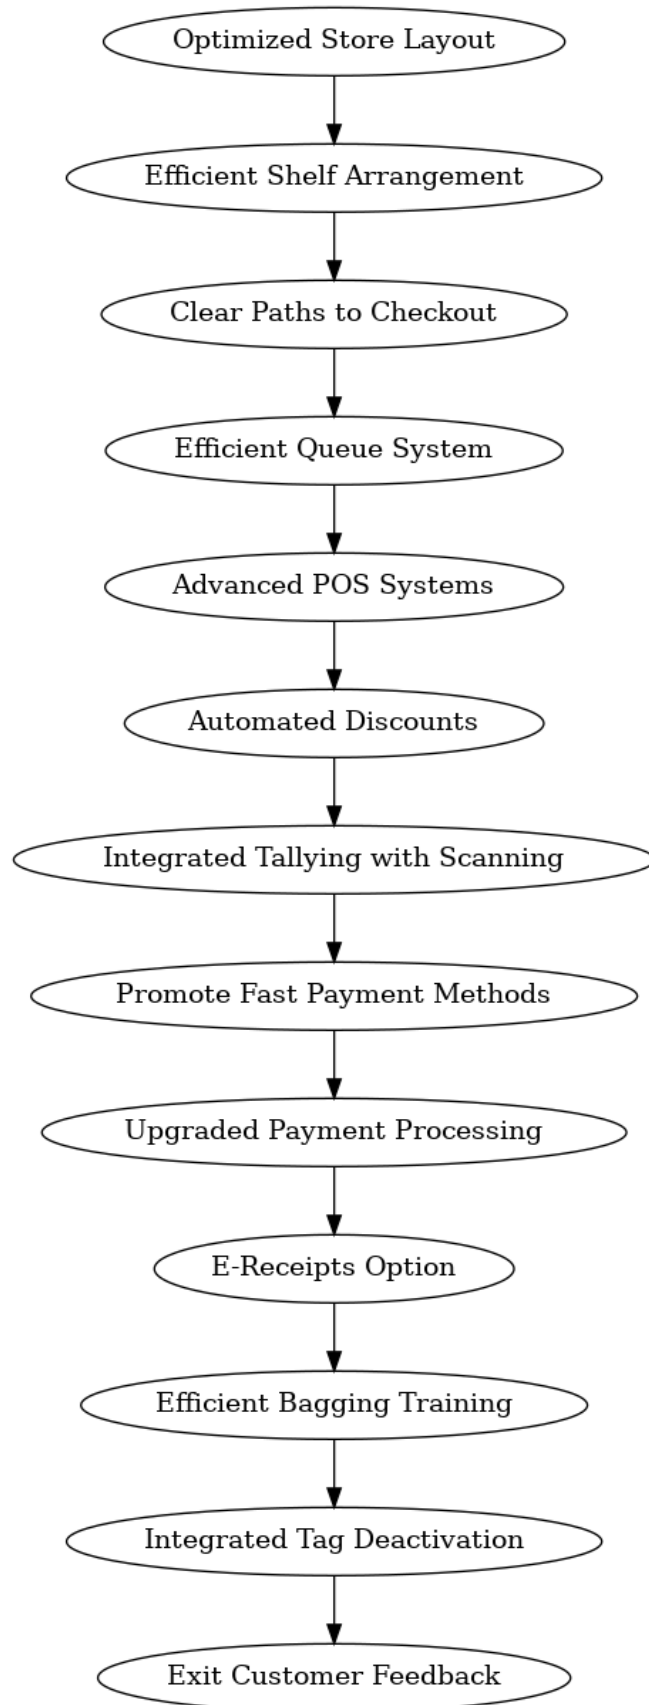 Optimized Store Layout
Efficient Shelf Arrangement
Clear Paths to Checkout
Efficient Queue System
Advanced POS Systems
Automated Discounts
Integrated Tallying with Scanning
Promote Fast Payment Methods
Upgraded Payment Processing
E-Receipts Option
Efficient Bagging Training
Integrated Tag Deactivation
Exit Customer Feedback